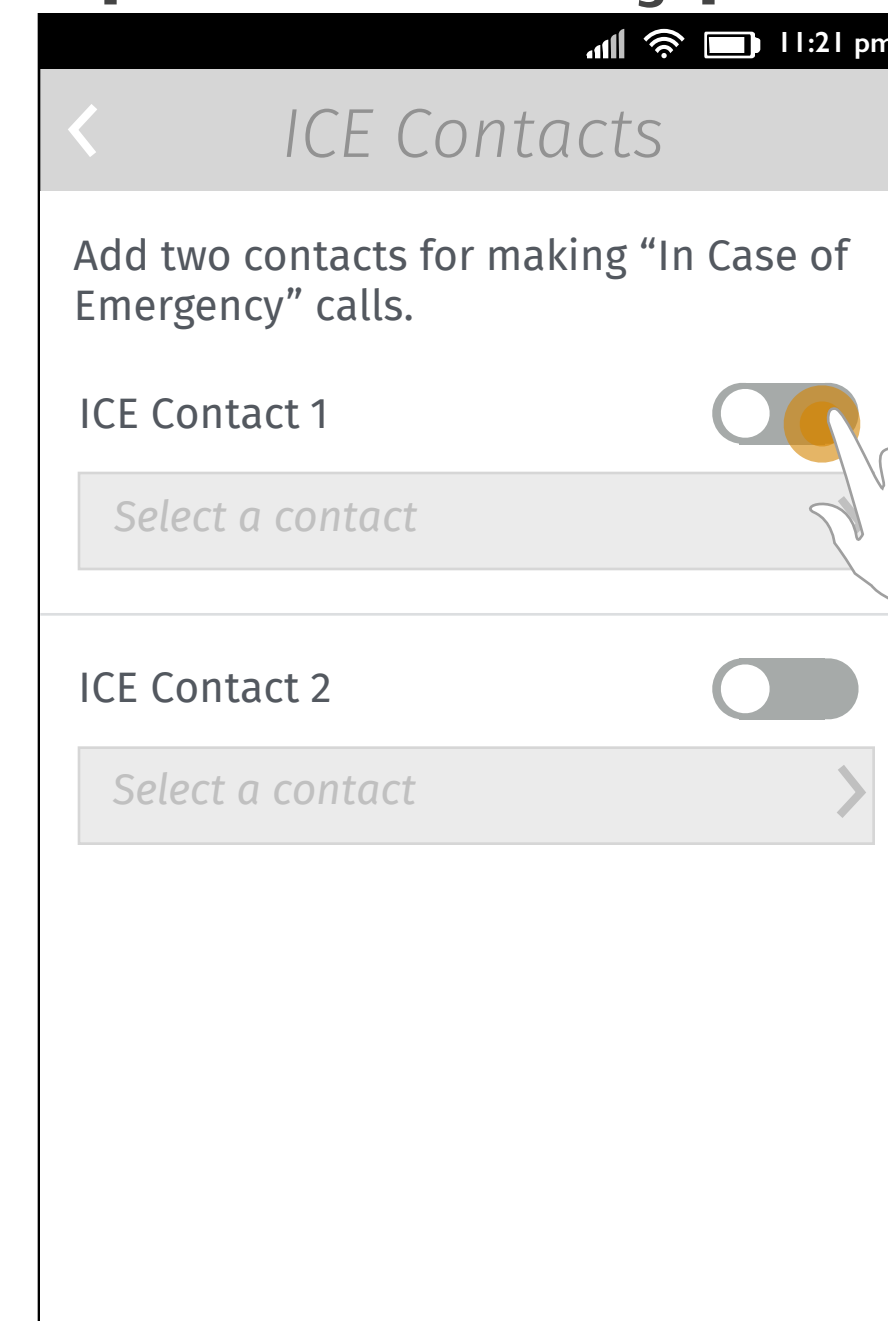 11:21 pm
ICE Contacts
Add two contacts for making “In Case of
Emergency” calls.
ICE Contact 1
Select a contact
ICE Contact 2
Select a contact